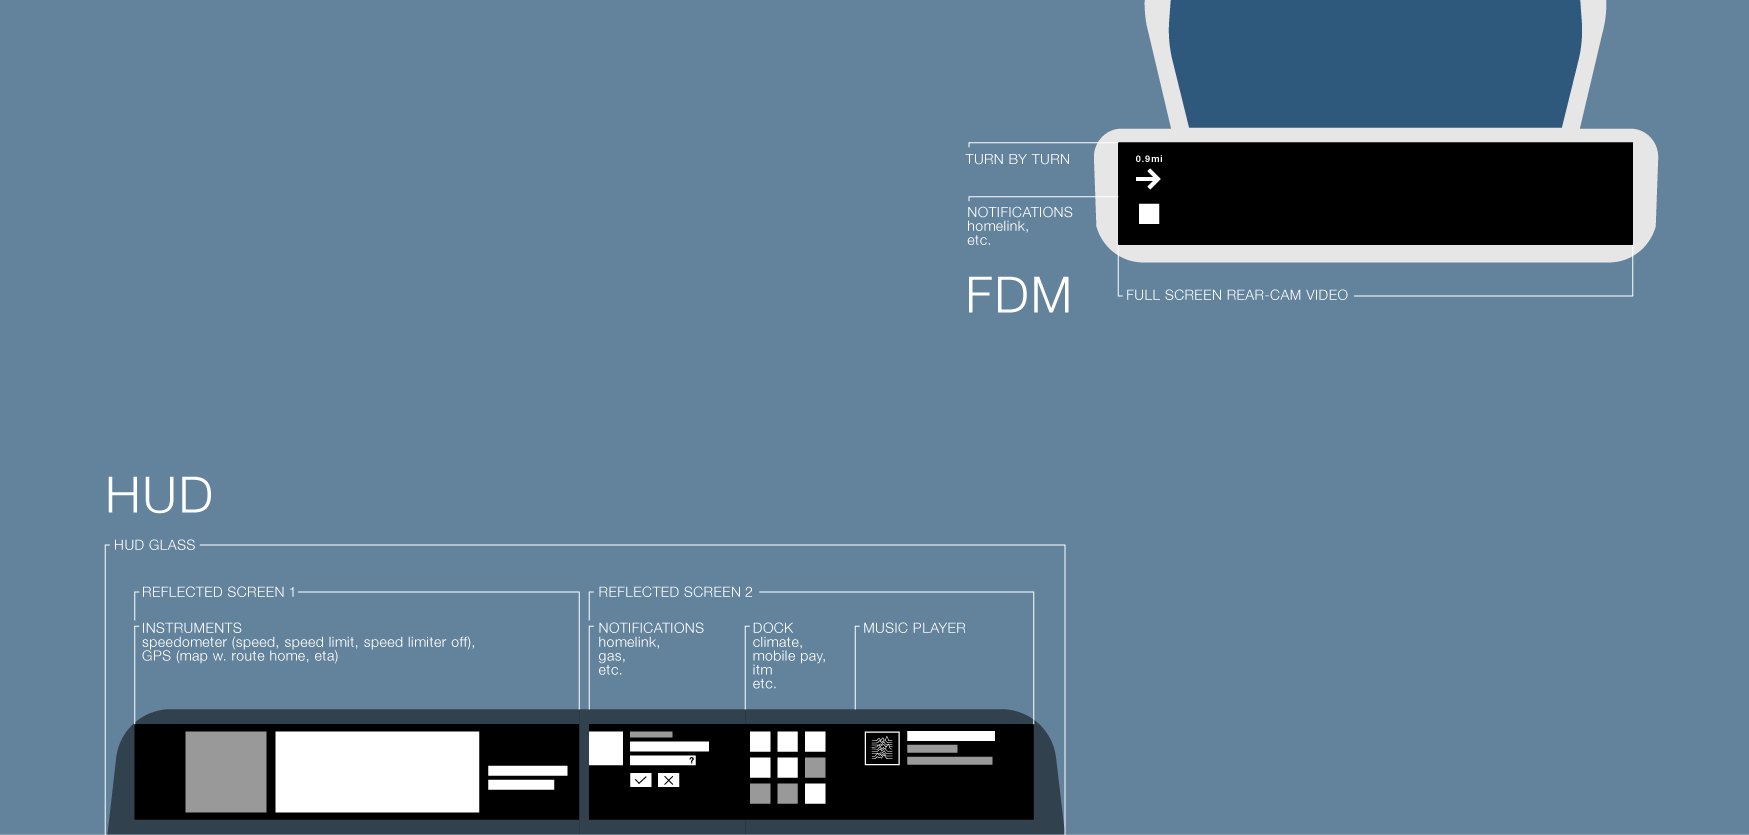 0.9mi
TURN BY TURN
NOTIFICATIONS
homelink,
etc.
FDM
FULL SCREEN REAR-CAM VIDEO
HUD
HUD GLASS
REFLECTED SCREEN 1
REFLECTED SCREEN 2
INSTRUMENTS
speedometer (speed, speed limit, speed limiter off),
GPS (map w. route home, eta)
NOTIFICATIONS
homelink,
gas,
etc.
DOCK
climate,
mobile pay,
itm
etc.
MUSIC PLAYER
?